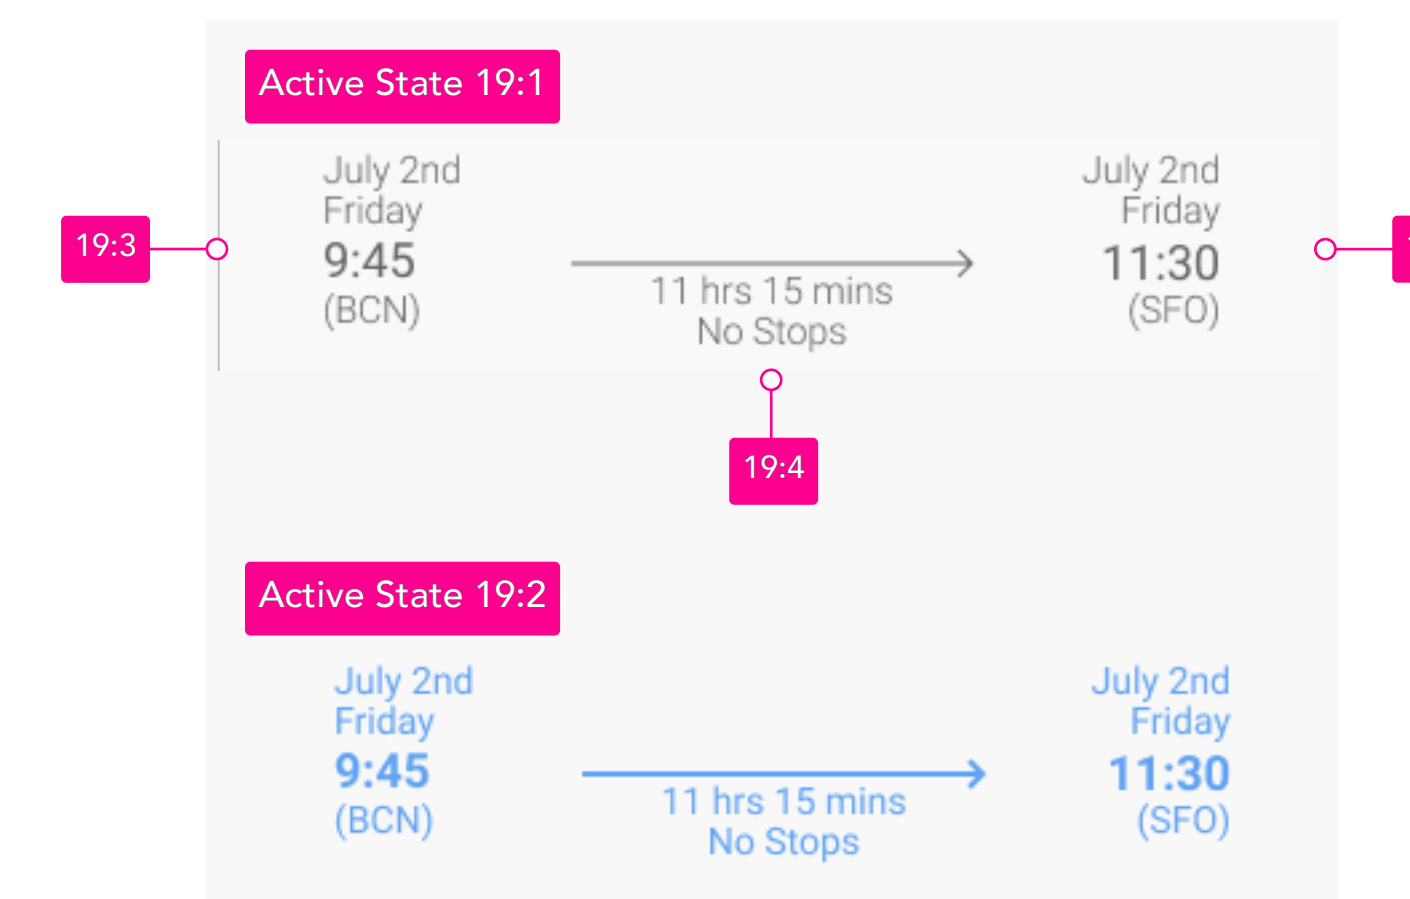 Active State 19:1
July 2nd
Friday
9:45
(BCN)
11 hrs 15 mins
No Stops
July 2nd
Friday
11:30
(SFO)
19:3
19:4
Active State 19:2
July 2nd
Friday
9:45
(BCN)
11 hrs 15 mins
No Stops
July 2nd
Friday
11:30
(SFO)